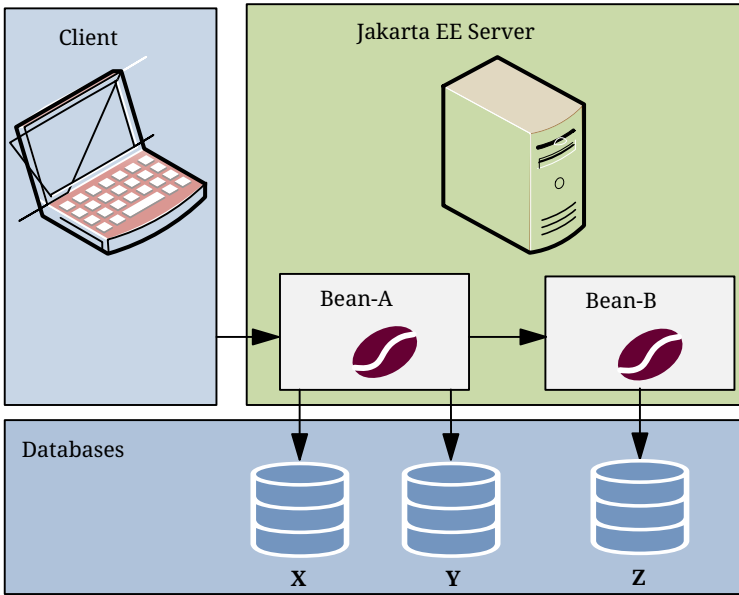 Client
Jakarta EE Server
Bean-A
Bean-B
Databases
X
Y
Z